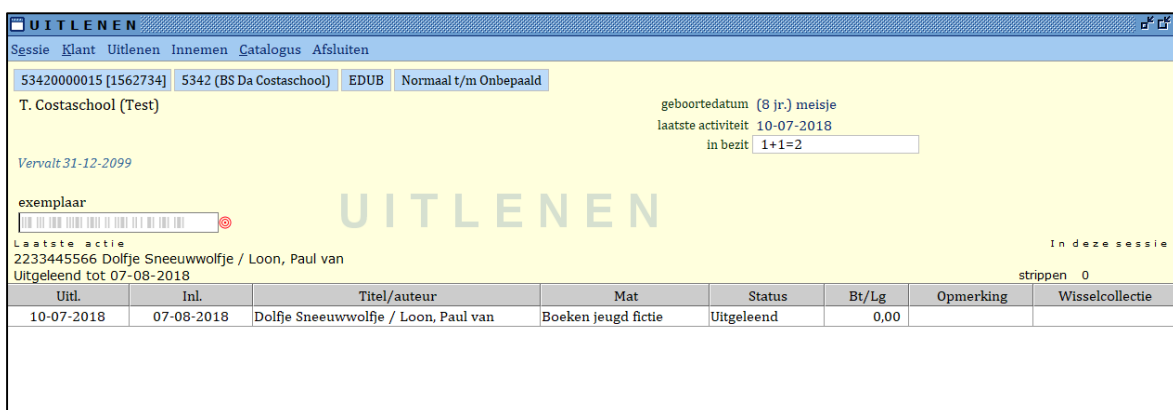 UITLENEN
Sessie Klant Uitlenen Innemen Catalogus Afsluiten
53420000015 [1562734] 5342 (BS Da Costaschool) EDUB Normaal t/m Onbepaald
T. Costaschool (Test) geboortedatum (8 jr.) meisje
laatste activiteit 10-07-2018
in bezit 1+1=2
Vervalt 31-12-2099
exemplaar
UITLENEN
Laatste actie In deze sessie
2233445566 Dolfje Sneeuwwolfje / Loon, Paul van
Uitgeleend tot 07-08-2018 strippen 0
Uitl. Inl. Titel/auteur Mat Status Bt/Lg Opmerking Wisselcollectie
10-07-2018 07-08-2018 Dolfje Sneeuwwolfje / Loon, Paul van Boeken jeugd fictie Uitgeleend 0,00